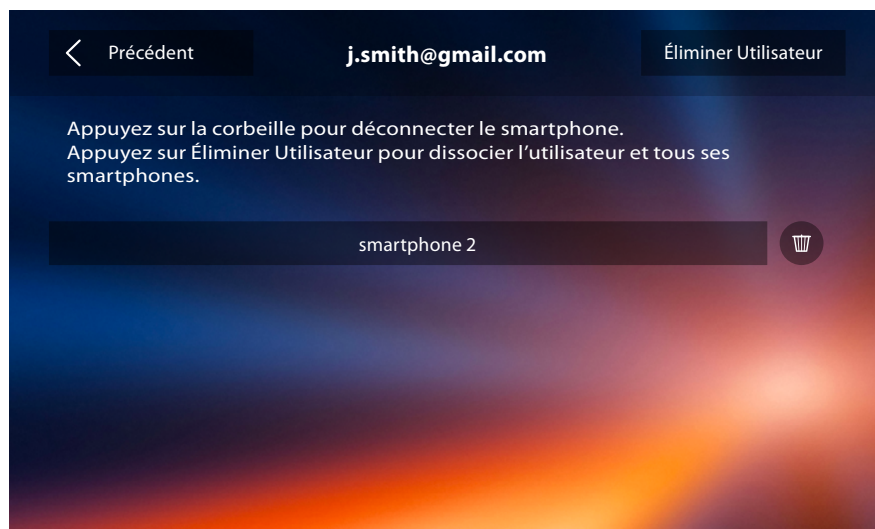 Précédent
j.smith@gmail.com
Éliminer Utilisateur
Appuyez sur la corbeille pour déconnecter le smartphone.
Appuyez sur Éliminer Utilisateur pour dissocier l’utilisateur et tous ses
smartphones.
smartphone 2